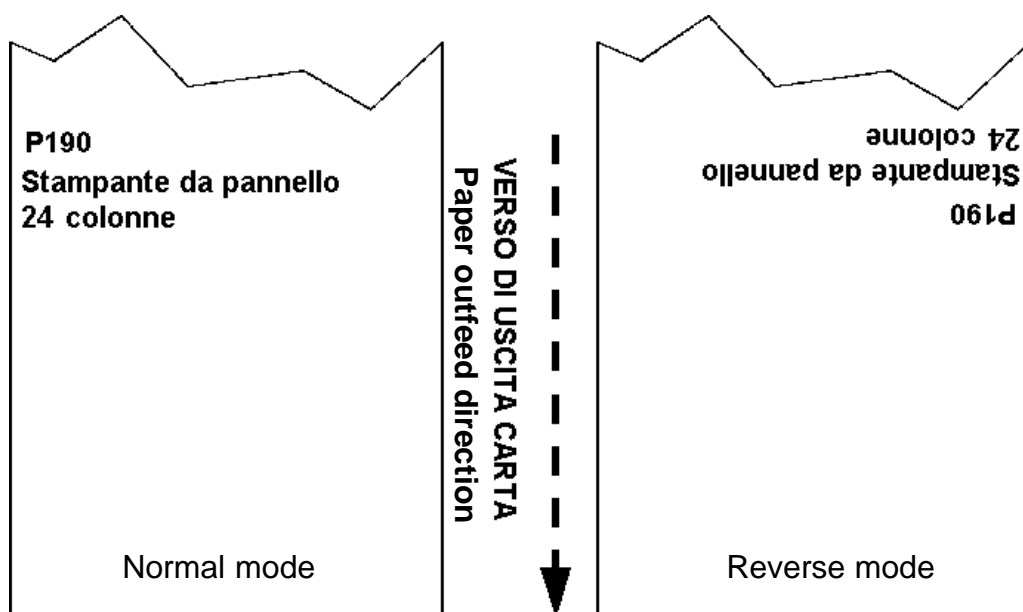 P190
Stampante da pannello
24 colonne
Normal mode
VERSO DI USCITA CARTA
Paper outfeed direction
P190
Stampante da pannello
24 colonne
Reverse mode